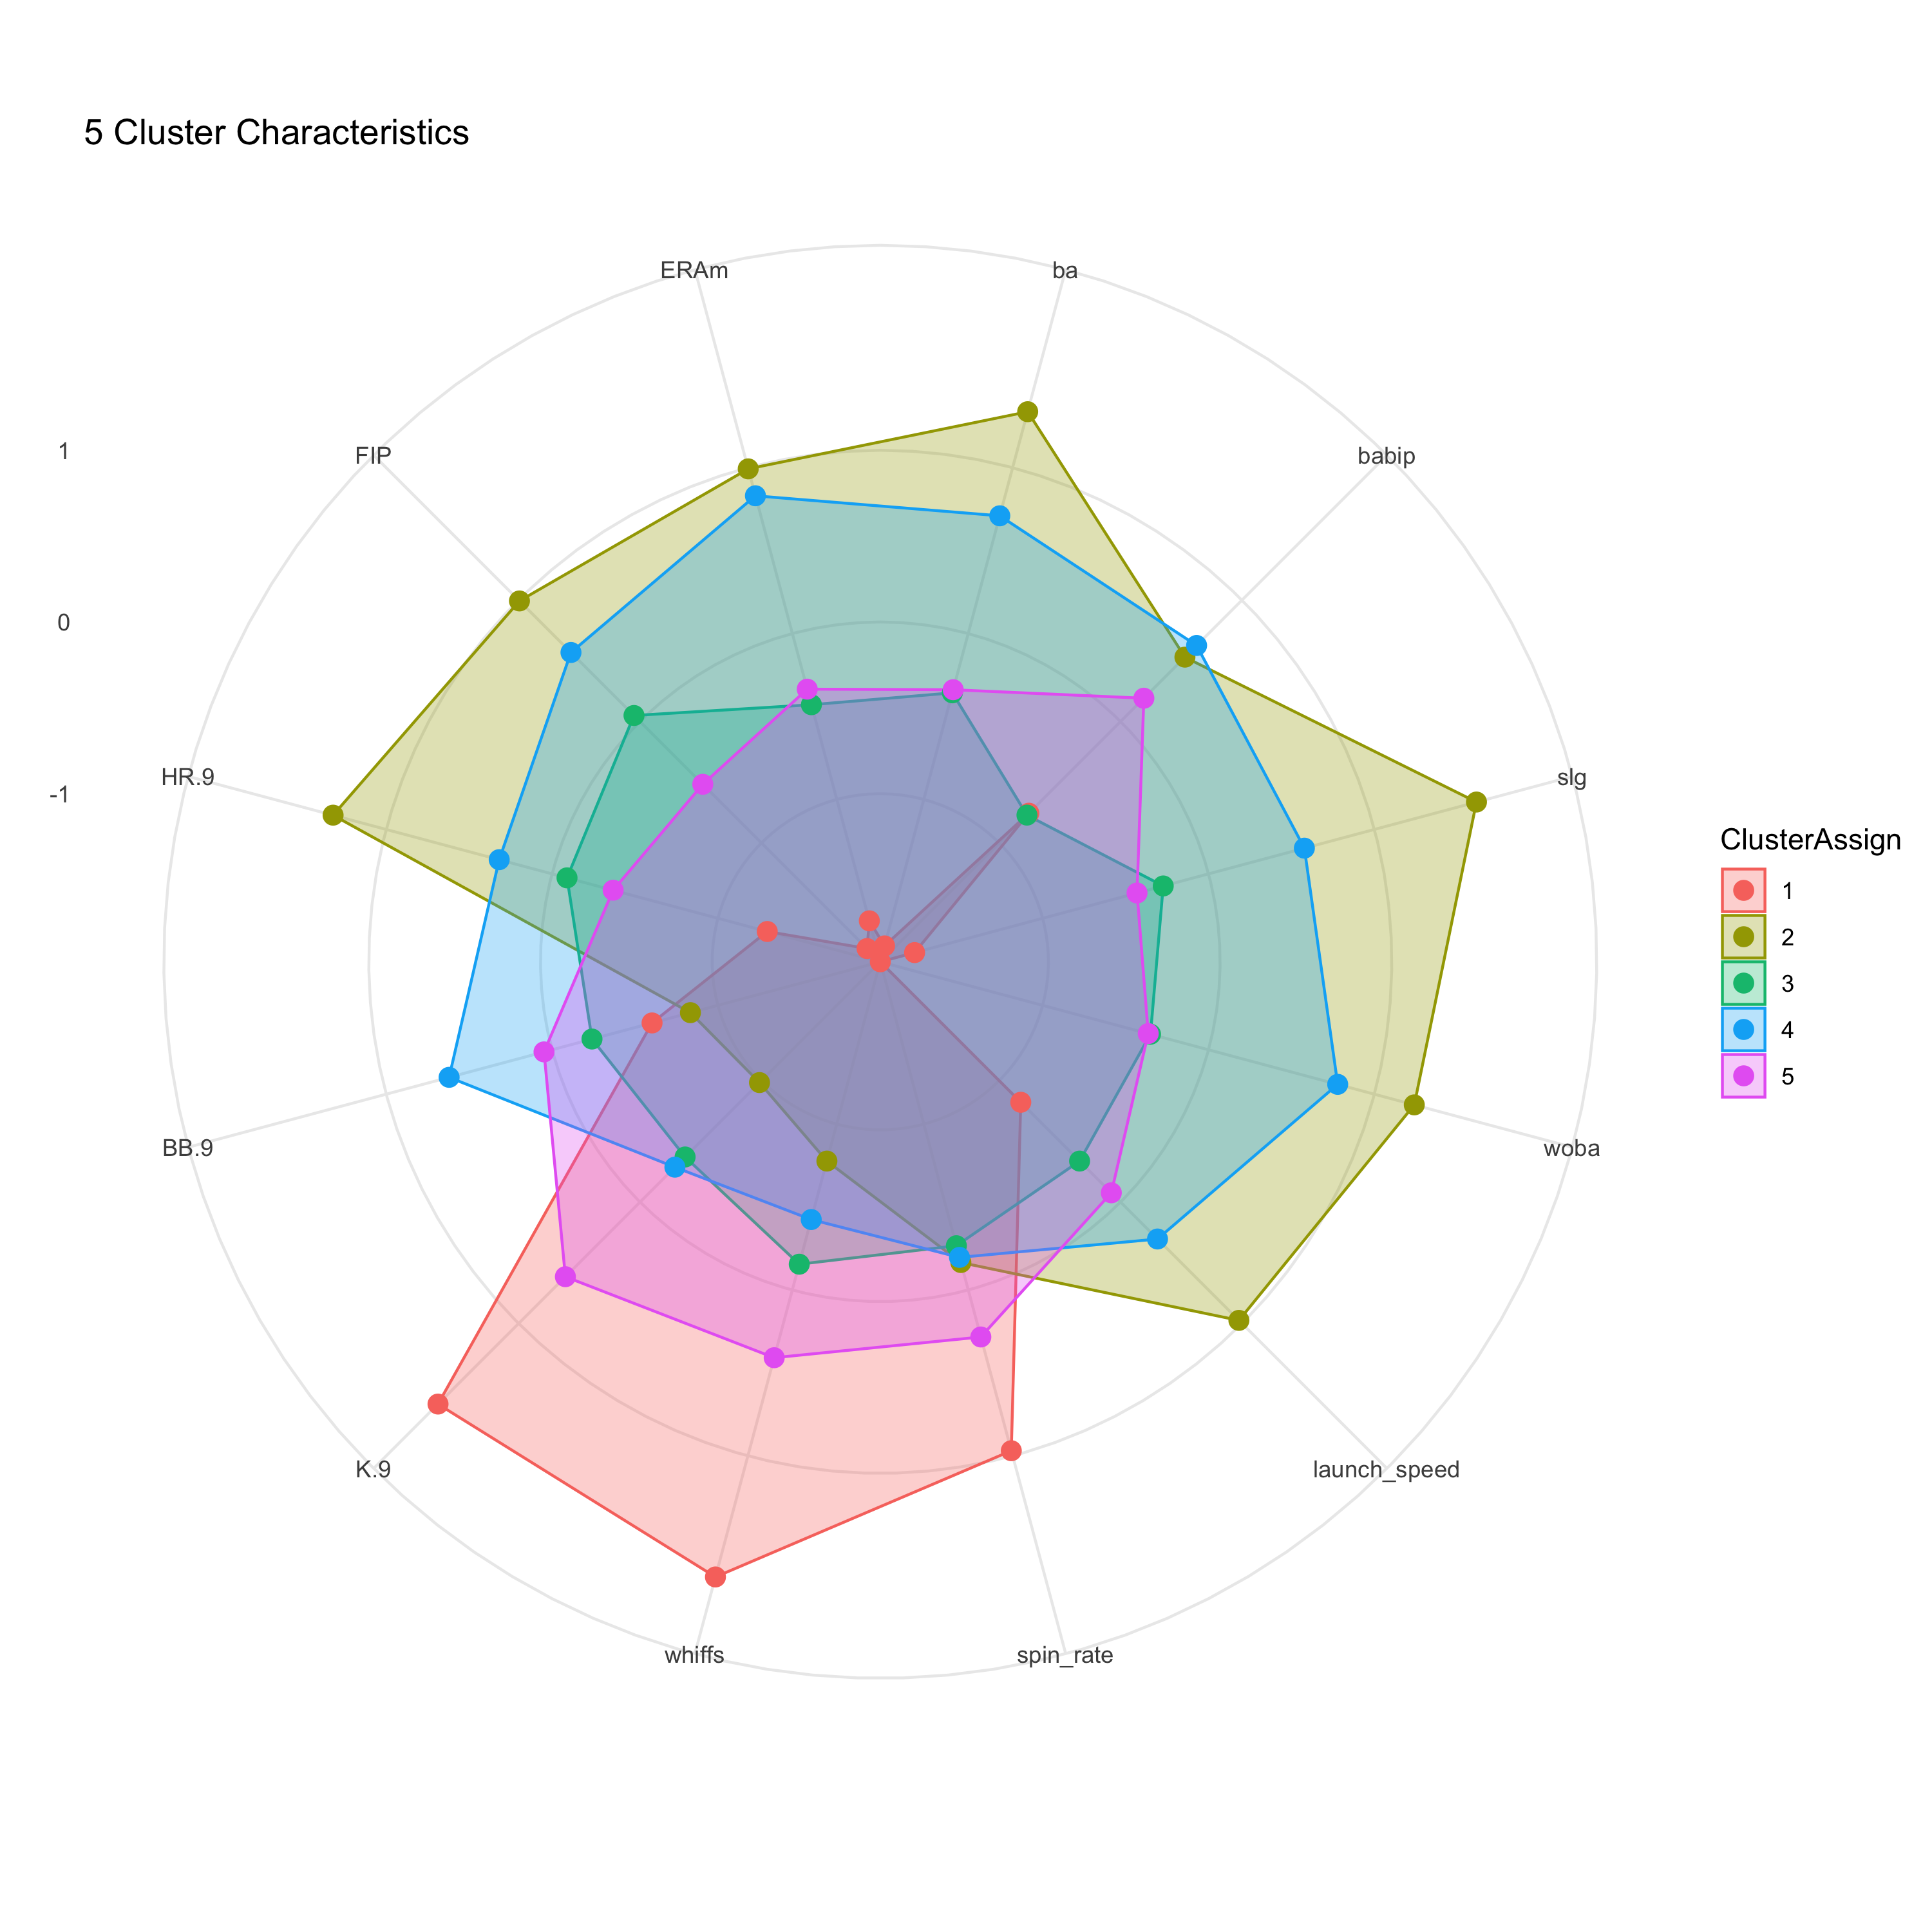 5 Cluster Characteristics
ERAm
ba
1
FIP
babip
0
HR.9
slg
-1
ClusterAssign
1
2
3
4
5
BB.9
woba
K.9
launch_speed
whiffs
spin_rate